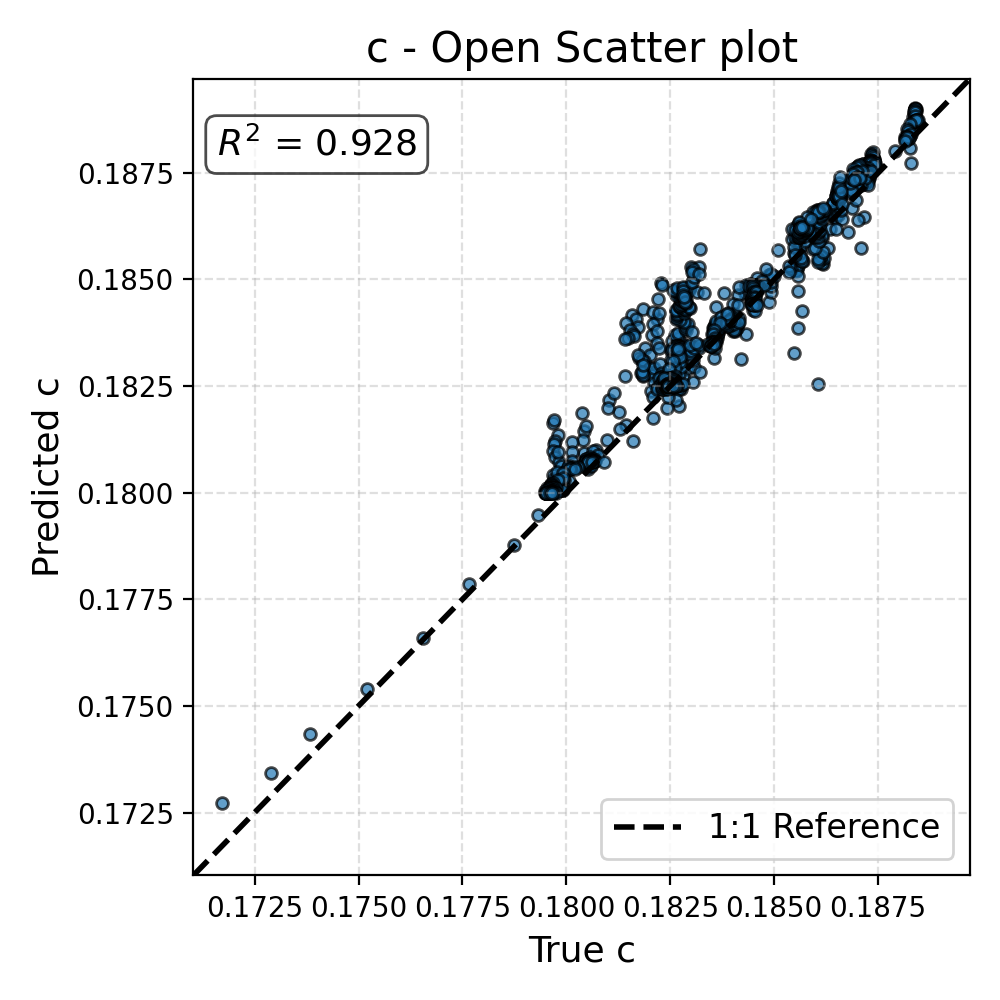 c - Open Scatter plot
R² = 0.928
0.1875
0.1850
0.1825
0.1800
0.1775
0.1750
0.1725
Predicted c
1:1 Reference
0.1725 0.1750 0.1775 0.1800 0.1825 0.1850 0.1875
True c